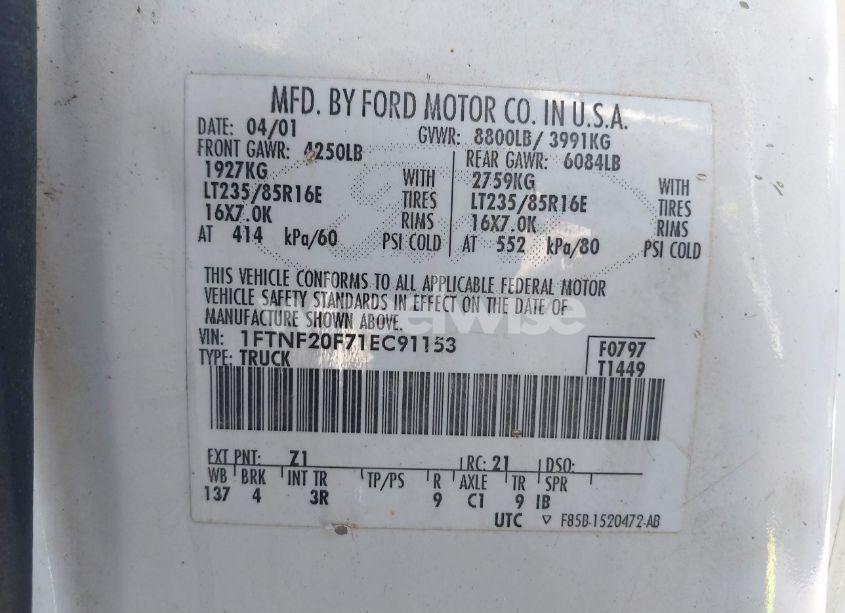 MFD. BY FORD MOTOR CO. IN U.S.A.
DATE: 04/01 GVWR: 8800LB/ 3991KG
FRONT GAWR: 4250LB REAR GAWR: 6084LB
1927KG WITH 2759KG WITH
LT235/85R16E TIRES LT235/85R16E TIRES
16X7.0K RIMS 16X7.0K RIMS
AT 414 kPa/60 PSI COLD AT 552 kPa/80 PSI COLD
THIS VEHICLE CONFORMS TO ALL APPLICABLE FEDERAL MOTOR
VEHICLE SAFETY STANDARDS IN EFFECT ON THE DATE OF
MANUFACTURE SHOWN ABOVE.
VIN: 1FTNF20F71EC91153 F0797
TYPE: TRUCK T1449
EXT PNT: Z1 RC: 21 DSO:
WB BRK INT TR TP/PS R AXLE TR SPR
137 4 3R 9 C1 9 IB
UTC ▽ F85B-1520472-AB